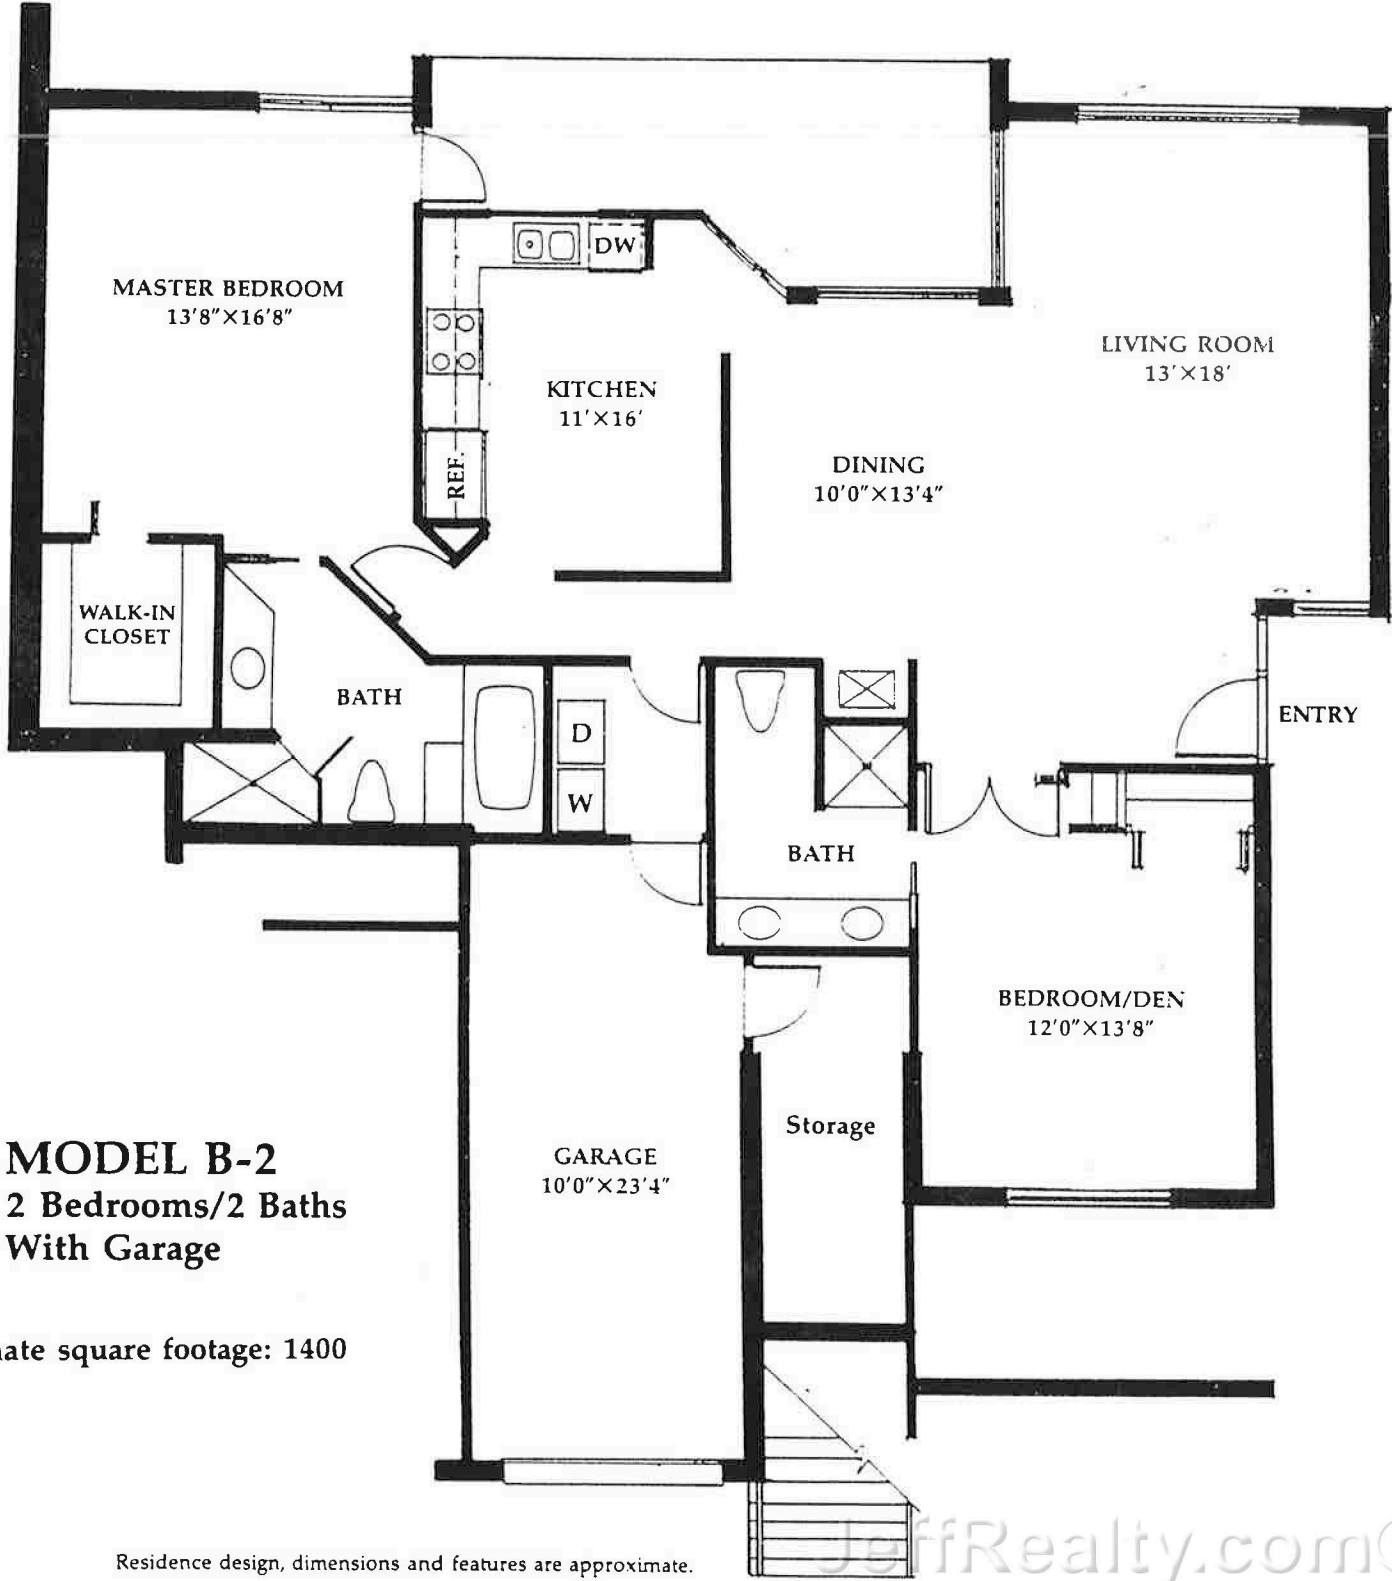 MASTER BEDROOM
13'8"×16'8"
DW
KITCHEN
11'×16'
REF.
LIVING ROOM
13'×18'
DINING
10'0"×13'4"
WALK-IN
CLOSET
BATH
D
W
ENTRY
BATH
BEDROOM/DEN
12'0"×13'8"
Storage
GARAGE
10'0"×23'4"
MODEL B-2
2 Bedrooms/2 Baths
With Garage
square footage: 1400
Residence design, dimensions and features are approximate.
JeffRealty.com©